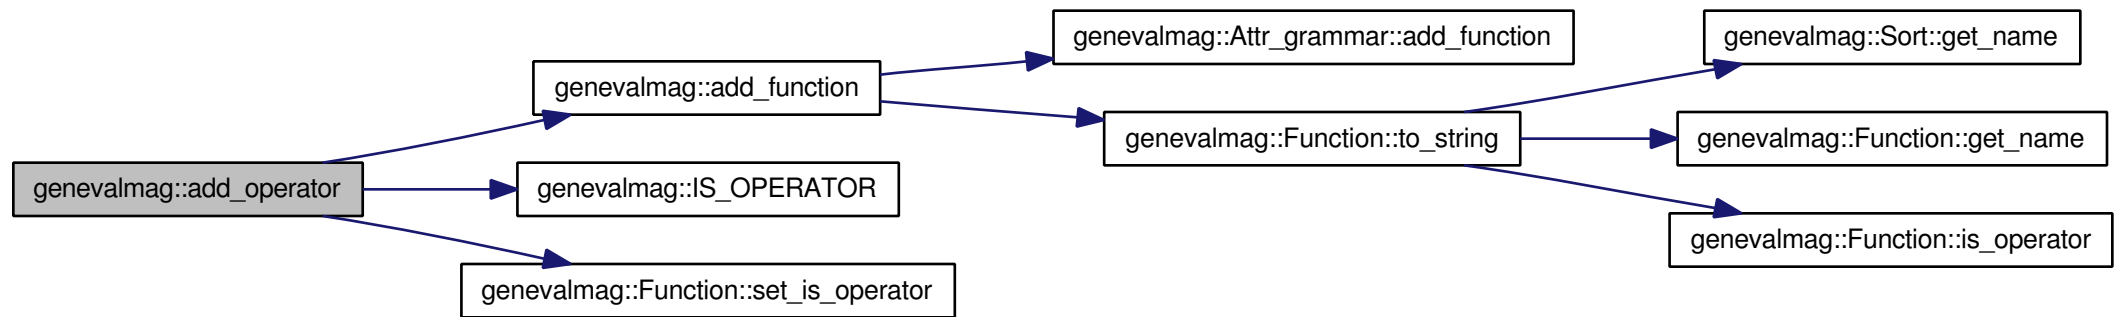 genevalmag::add_operator
genevalmag::add_function
genevalmag::IS_OPERATOR
genevalmag::Function::set_is_operator
genevalmag::Attr_grammar::add_function
genevalmag::Function::to_string
genevalmag::Sort::get_name
genevalmag::Function::get_name
genevalmag::Function::is_operator